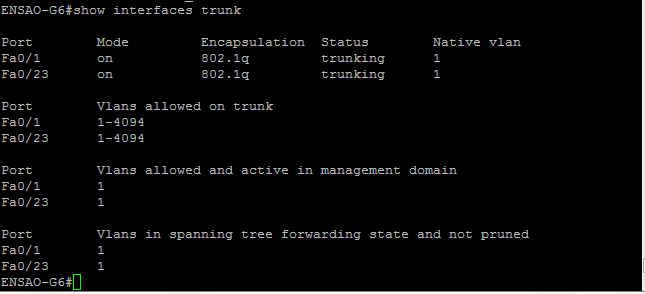 ENSAO-G6#show interfaces trunk
Port Mode Encapsulation Status Native vlan
Fa0/1 on 802.1q trunking 1
Fa0/23 on 802.1q trunking 1
Port Vlans allowed on trunk
Fa0/1 1-4094
Fa0/23 1-4094
Port Vlans allowed and active in management domain
Fa0/1 1
Fa0/23 1
Port Vlans in spanning tree forwarding state and not pruned
Fa0/1 1
Fa0/23 1
ENSAO-G6#